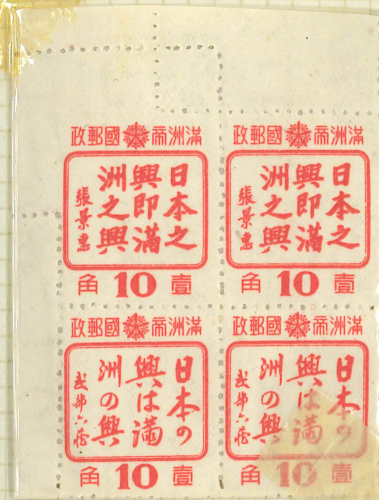 滿洲帝國郵政
日本之
興即滿
洲之興
張景惠
壹 10 角
滿洲帝國郵政
日本之
興即滿
洲之興
張景惠
壹 10 角
滿洲帝國郵政
日本の
興は滿
洲の興
武部六藏
壹 10 角
滿洲帝國郵政
日本の
興は滿
洲の興
武部六藏
壹 10 角